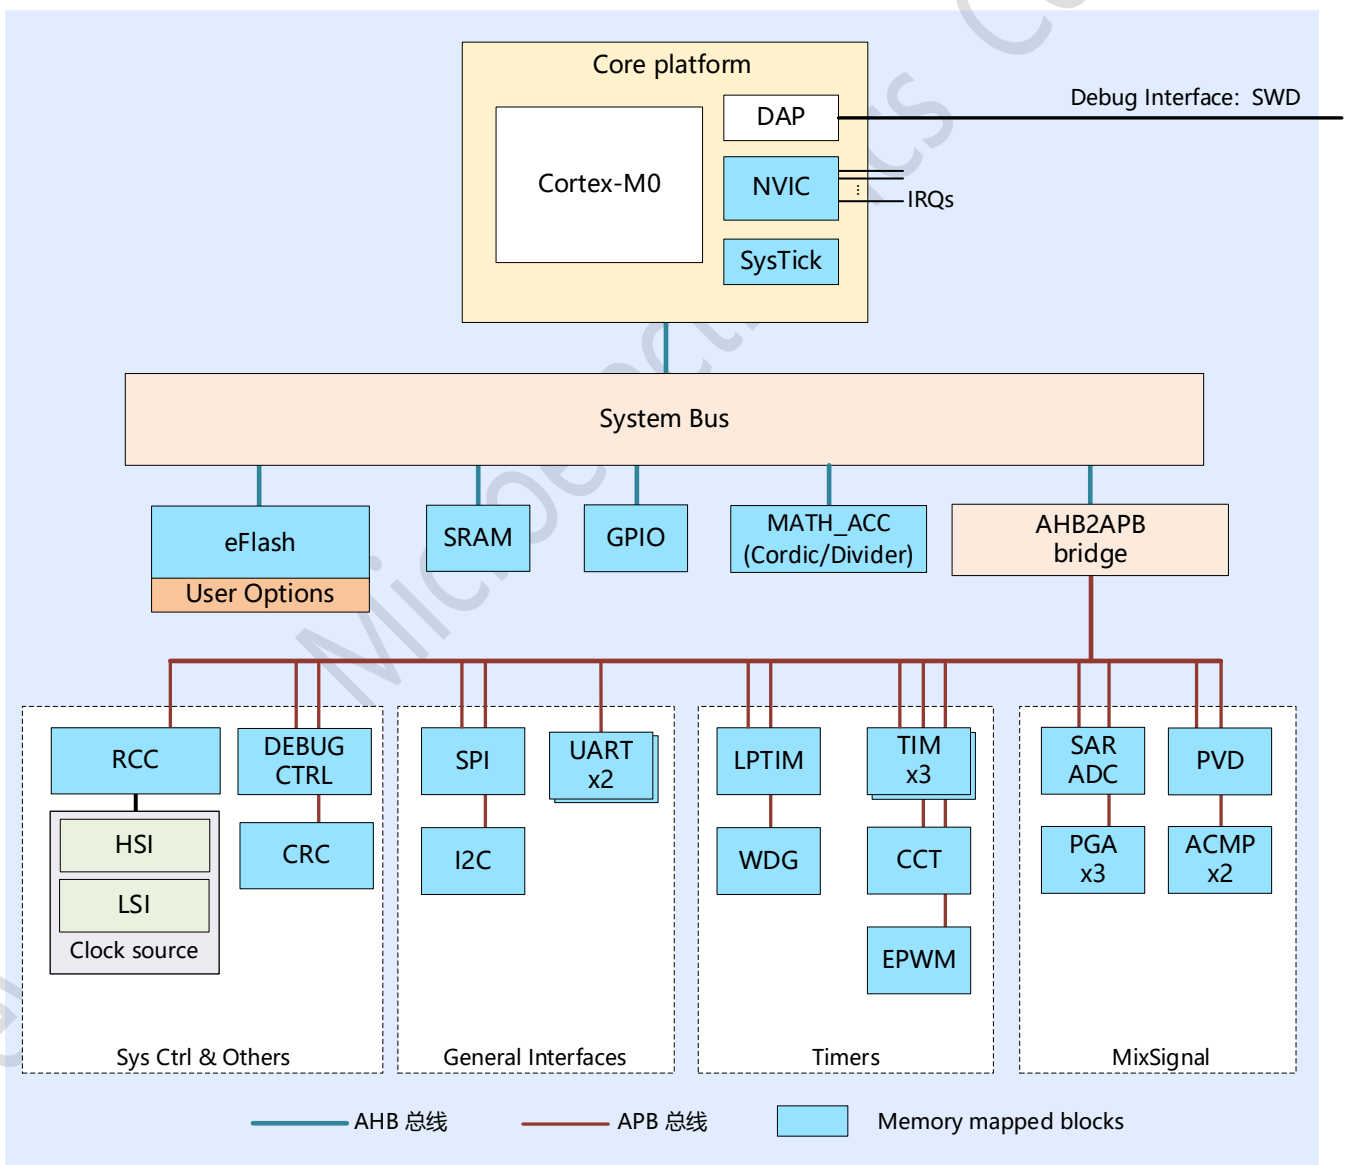 Core platform
DAP
Debug Interface: SWD
Cortex-M0
NVIC
...
IRQs
SysTick
System Bus
eFlash
User Options
SRAM
GPIO
MATH_ACC
(Cordic/Divider)
AHB2APB
bridge
RCC
HSI
LSI
Clock source
DEBUG
CTRL
CRC
Sys Ctrl & Others
SPI
I2C
UART
x2
General Interfaces
LPTIM
WDG
TIM
x3
CCT
EPWM
Timers
SAR
ADC
PGA
x3
PVD
ACMP
x2
MixSignal
AHB 总线
APB 总线
Memory mapped blocks